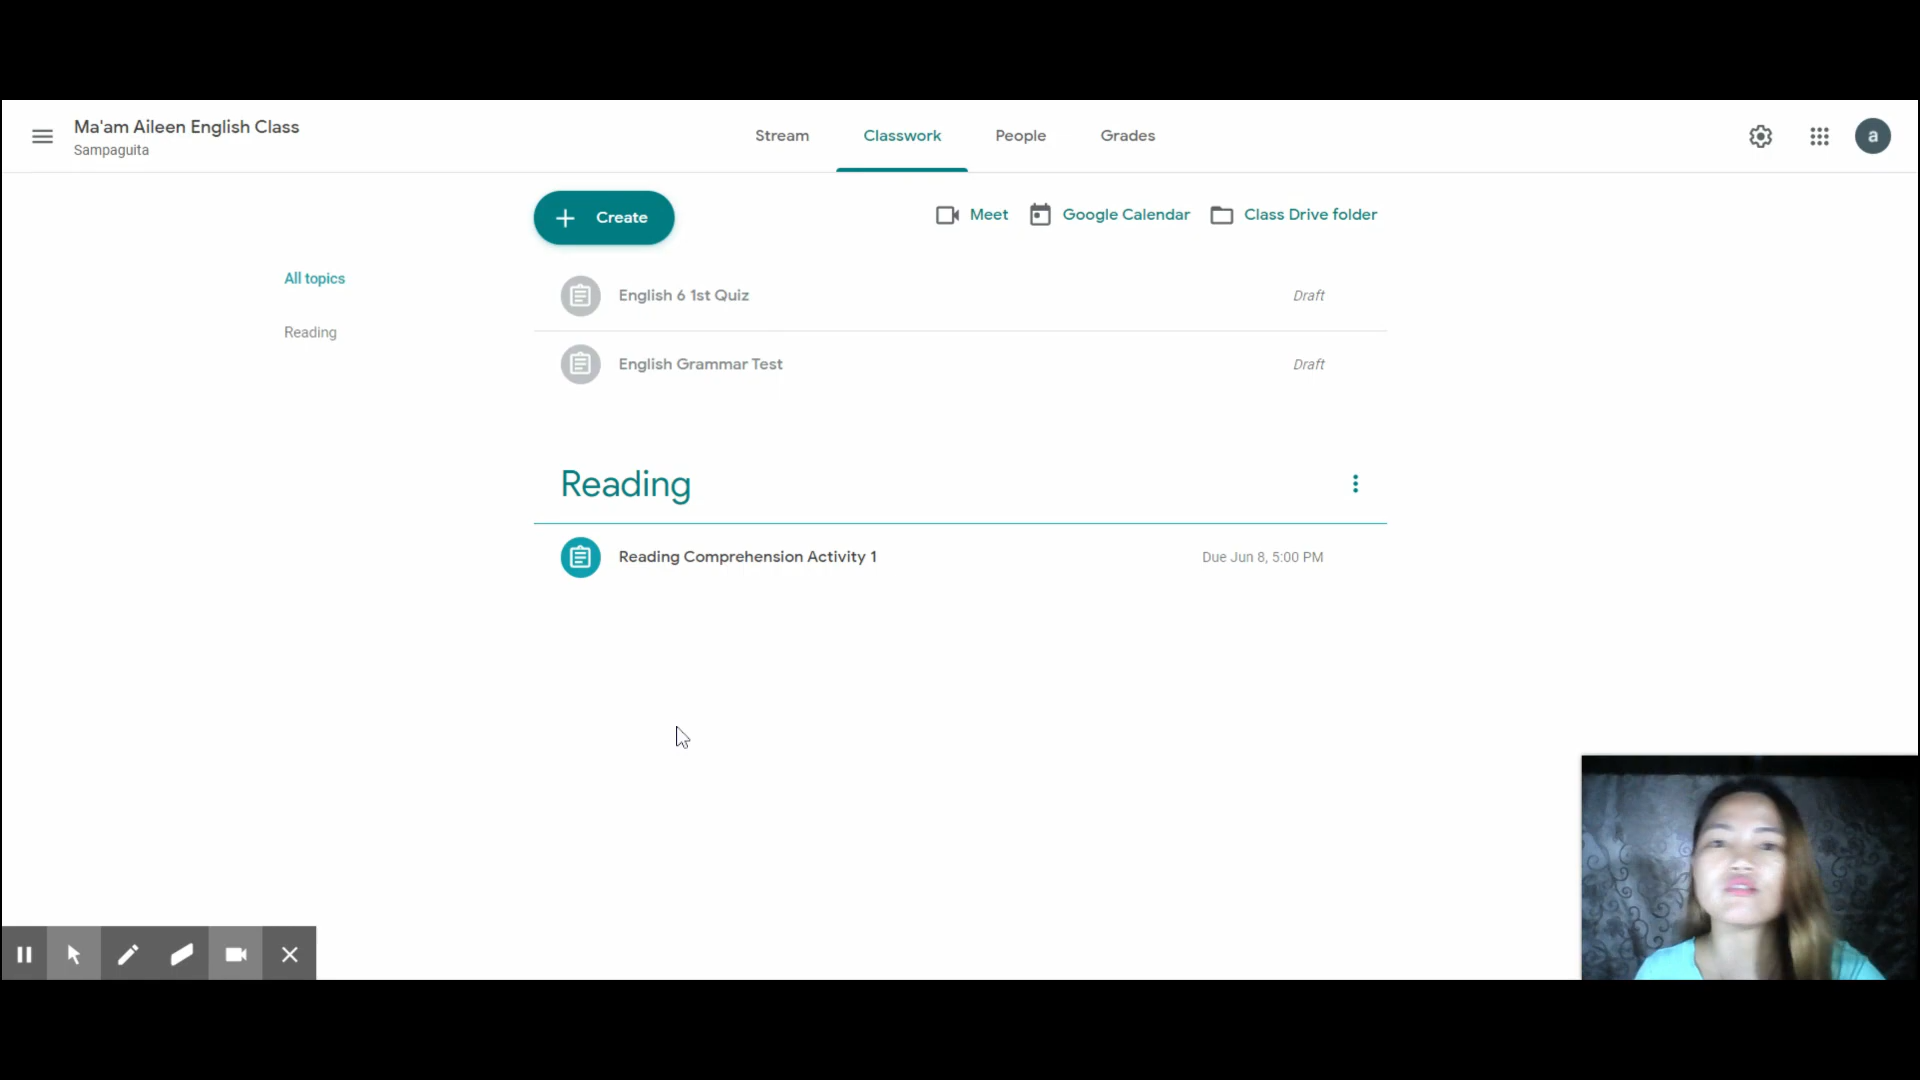 Ma'am Aileen English Class
Sampaguita
Stream
Classwork
People
Grades
a
Create
Meet
Google Calendar
Class Drive folder
All topics
Reading
English 6 1st Quiz
Draft
English Grammar Test
Draft
Reading
Reading Comprehension Activity 1
Due Jun 8, 5:00 PM